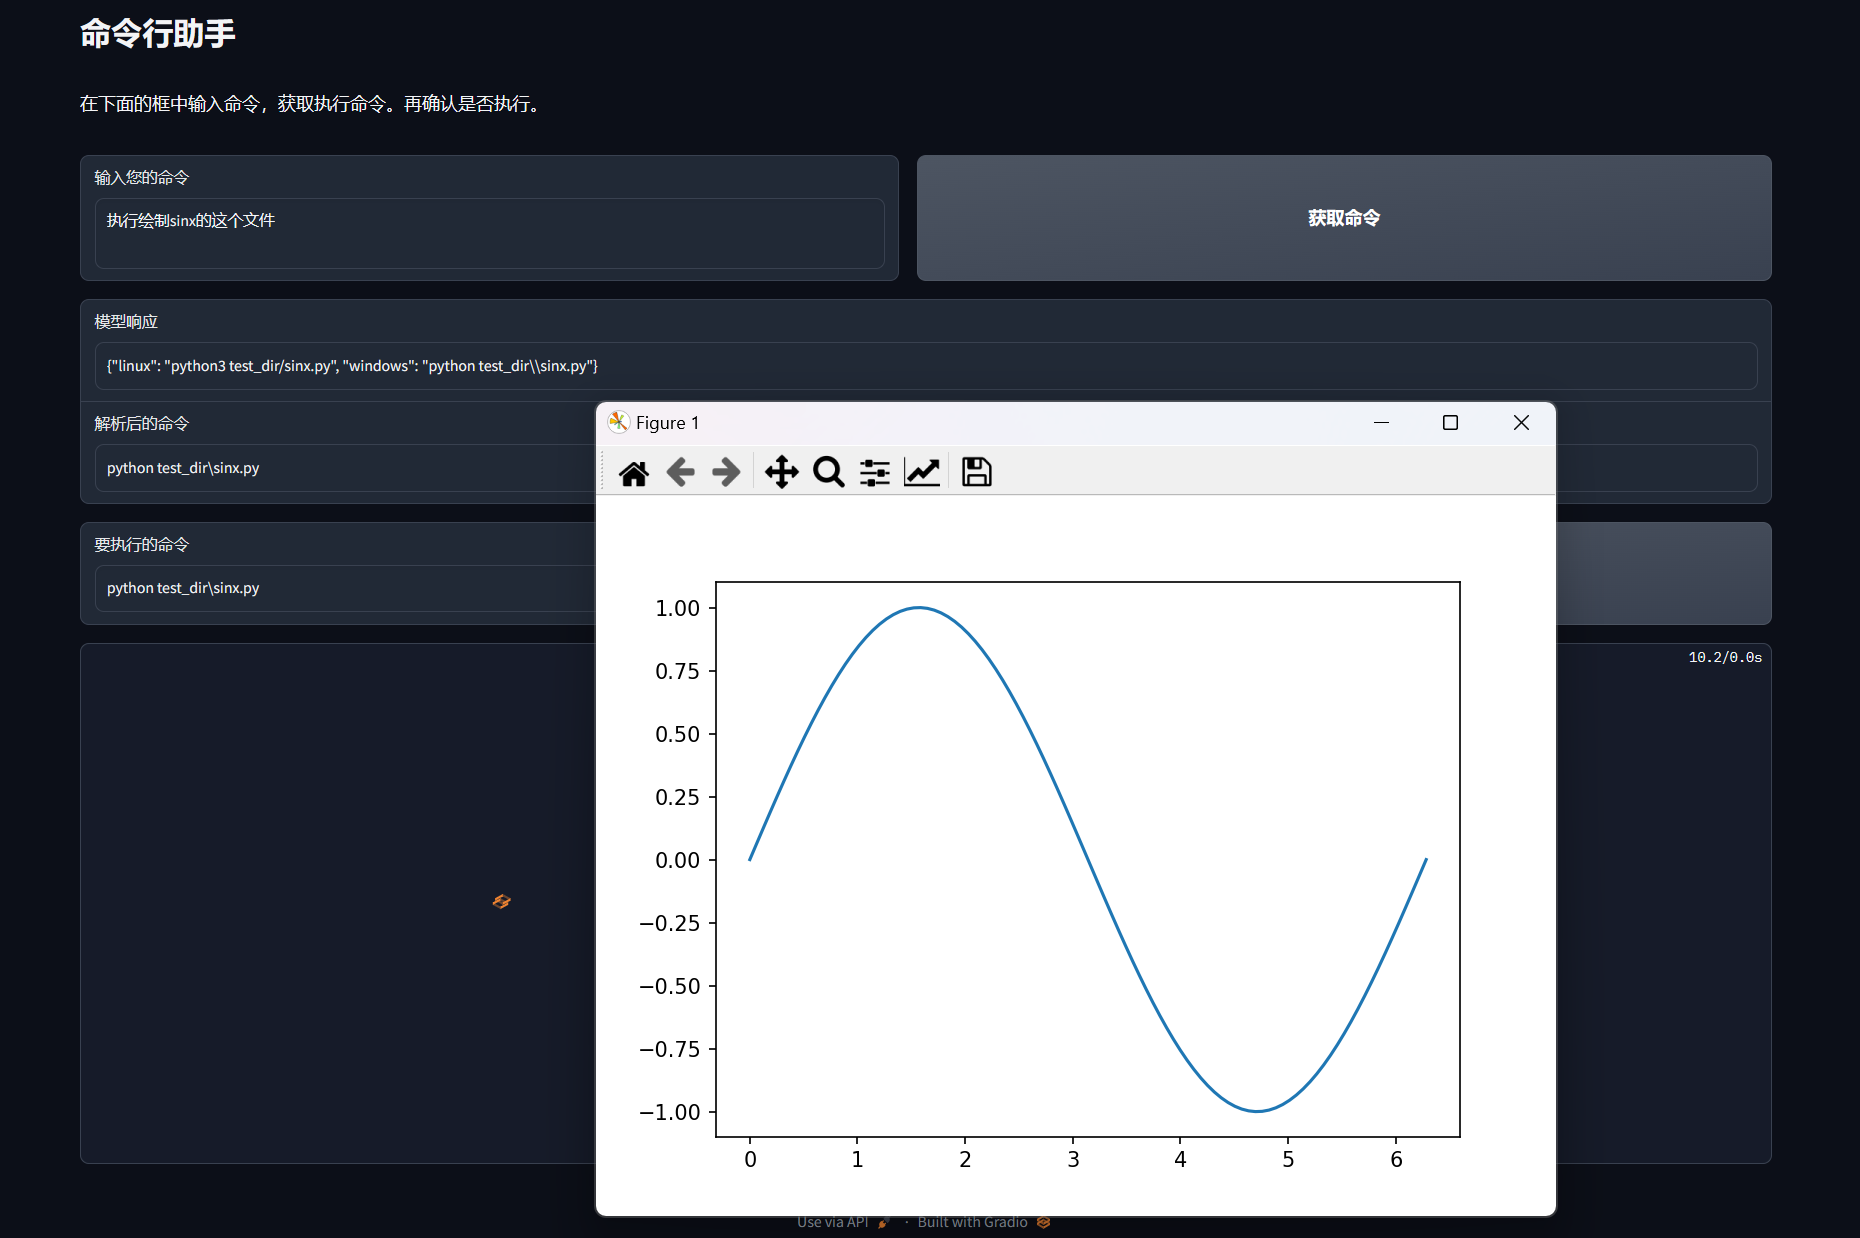 命令行助手
在下面的框中输入命令，获取执行命令。再确认是否执行。
输入您的命令
执行绘制sinx的这个文件
获取命令
模型响应
{"linux": "python3 test_dir/sinx.py", "windows": "python test_dir\\sinx.py"}
解析后的命令
python test_dir\sinx.py
要执行的命令
python test_dir\sinx.py
10.2/0.0s
Figure 1
1.00
0.75
0.50
0.25
0.00
−0.25
−0.50
−0.75
−1.00
0 1 2 3 4 5 6
Use via API · Built with Gradio